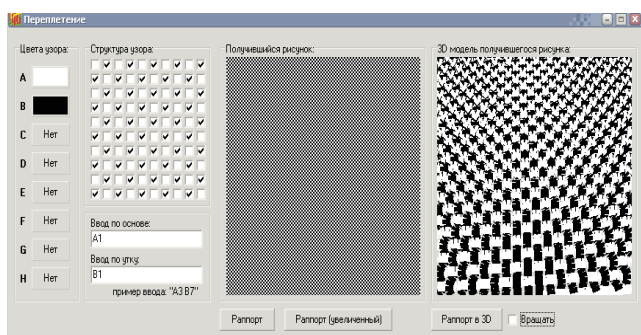 Переплетение
Цвета узора:
Структура узора:
Получившийся рисунок:
3D модель получившегося рисунка:
A
B
C Нет
D Нет
E Нет
F Нет
G Нет
H Нет
Ввод по основе:
A1
Ввод по утку:
B1
пример ввода: "A3 B7"
Раппорт
Раппорт (увеличенный)
Раппорт в 3D
Вращать